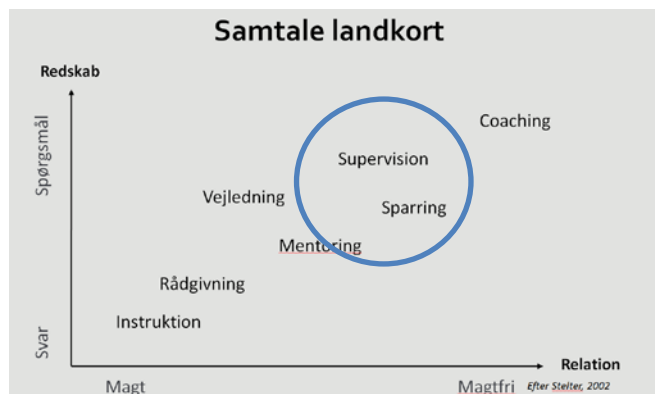 Samtale landkort
Redskab
Spørgsmål
Coaching
Supervision
Vejledning
Sparring
Mentoring
Rådgivning
Instruktion
Svar
Relation
Magt
Magtfri
Efter Stelter, 2002